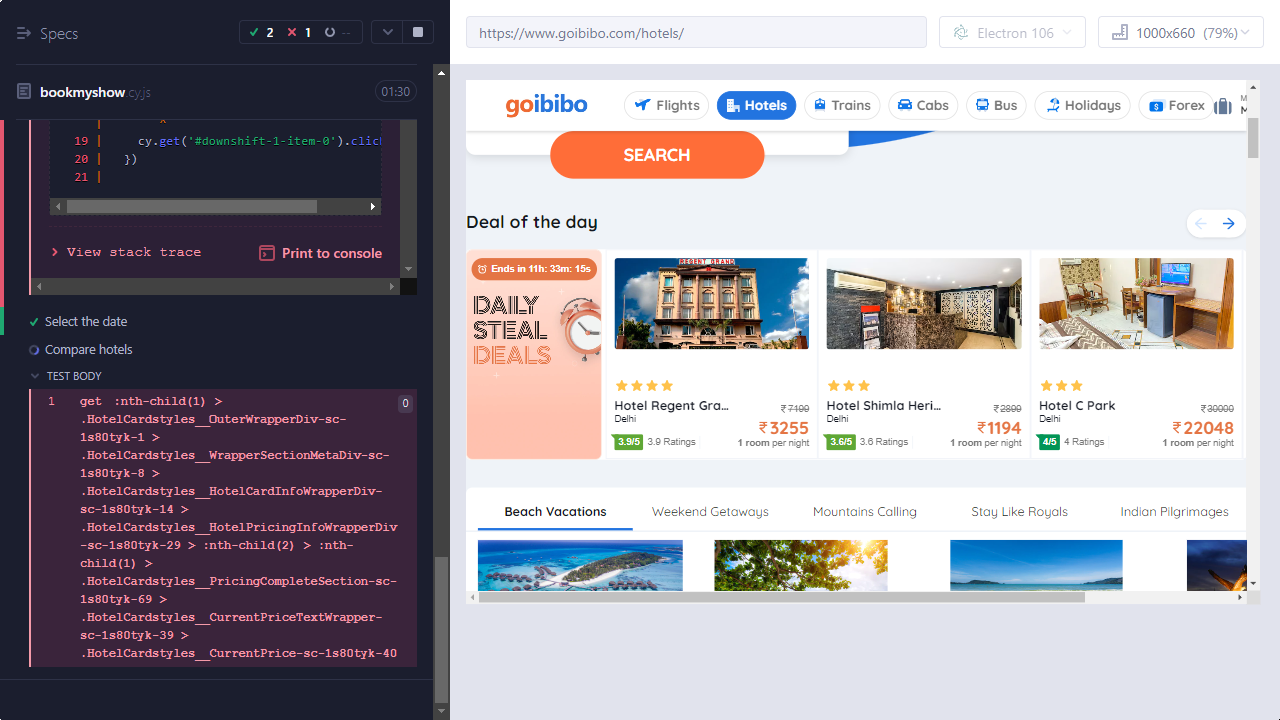 Specs
2
1
--
bookmyshow.cy.js
01:30
19 | cy.get('#downshift-1-item-0').click
20 | })
21 |
View stack trace
Print to console
Select the date
Compare hotels
TEST BODY
1 get :nth-child(1) > 0
.HotelCardstyles__OuterWrapperDiv-sc-
1s80tyk-1 >
.HotelCardstyles__WrapperSectionMetaDiv-sc-
1s80tyk-8 >
.HotelCardstyles__HotelCardInfoWrapperDiv-
sc-1s80tyk-14 >
.HotelCardstyles__HotelPricingInfoWrapperDiv
-sc-1s80tyk-29 > :nth-child(2) > :nth-
child(1) >
.HotelCardstyles__PricingCompleteSection-sc-
1s80tyk-69 >
.HotelCardstyles__CurrentPriceTextWrapper-
sc-1s80tyk-39 >
.HotelCardstyles__CurrentPrice-sc-1s80tyk-40
https://www.goibibo.com/hotels/
Electron 106
1000x660 (79%)
goibibo
Flights
Hotels
Trains
Cabs
Bus
Holidays
Forex
SEARCH
Deal of the day
Ends in 11h: 33m: 15s
DAILY
STEAL
DEALS
REGENT GRAND
Hotel Regent Gra...
₹7199
Delhi
₹3255
3.9/5 3.9 Ratings
1 room per night
Hotel Shimla Heri...
₹2899
Delhi
₹1194
3.6/5 3.6 Ratings
1 room per night
Hotel C Park
₹30000
Delhi
₹22048
4/5 4 Ratings
1 room per night
Beach Vacations
Weekend Getaways
Mountains Calling
Stay Like Royals
Indian Pilgrimages